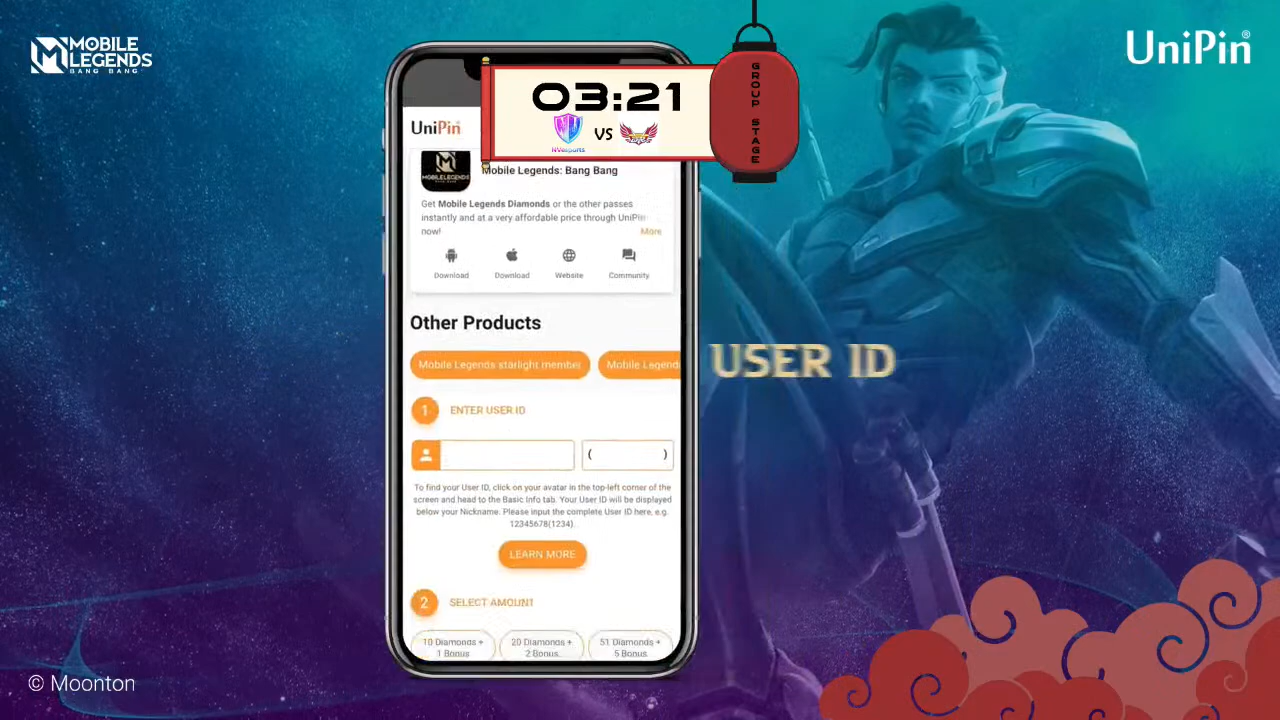 MOBILE
LEGENDS
BANG BANG
UniPin®
03:21
VS
GROUP STAGE
UniPin
Mobile Legends: Bang Bang
Get Mobile Legends Diamonds or the other passes
instantly and at a very affordable price through UniPin
now!
More
Download
Download
Website
Community
Other Products
Mobile Legends starlight member
Mobile Legends
USER ID
1 ENTER USER ID
( )
To find your User ID, click on your avatar in the top-left corner of the
screen and head to the Basic Info tab. Your User ID will be displayed
below your Nickname. Please input the complete User ID here, e.g.
12345678(1234).
LEARN MORE
2 SELECT AMOUNT
10 Diamonds +
1 Bonus
20 Diamonds +
2 Bonus
51 Diamonds +
5 Bonus
© Moonton